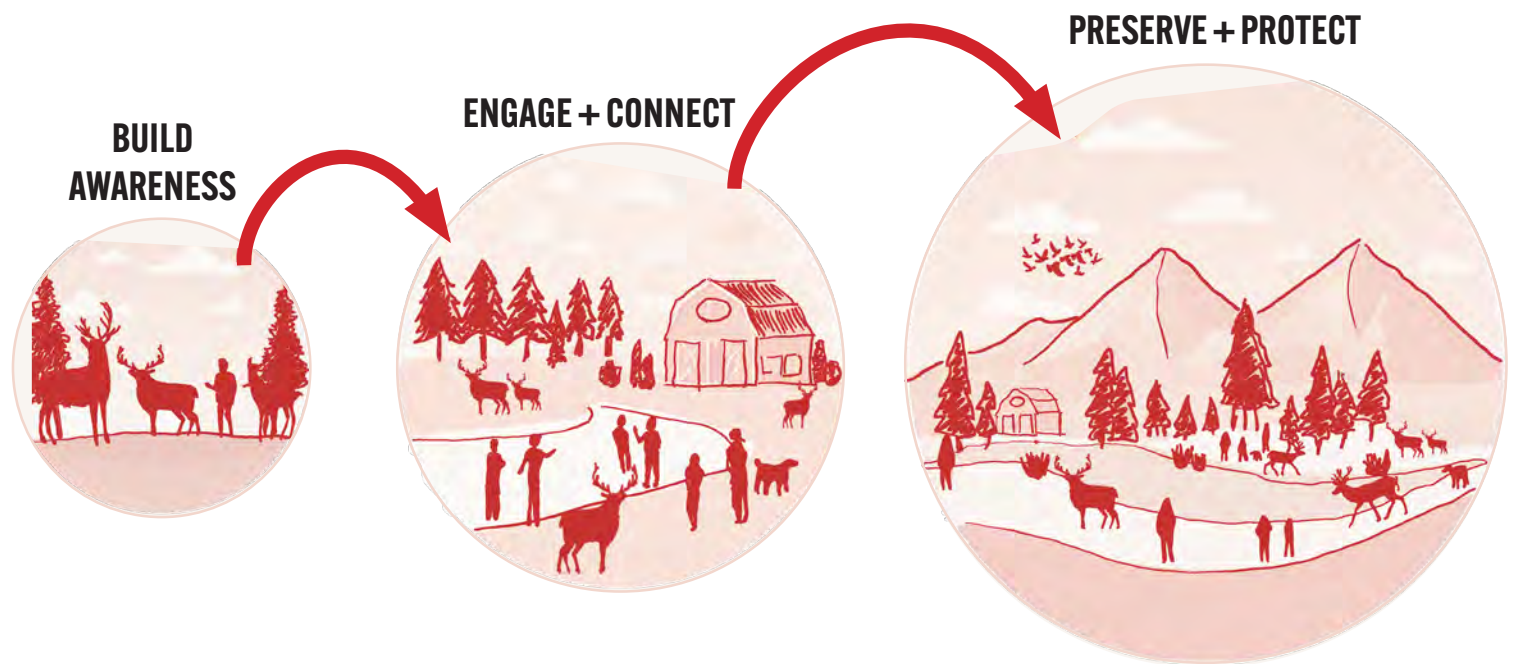 BUILD
AWARENESS
ENGAGE + CONNECT
PRESERVE + PROTECT